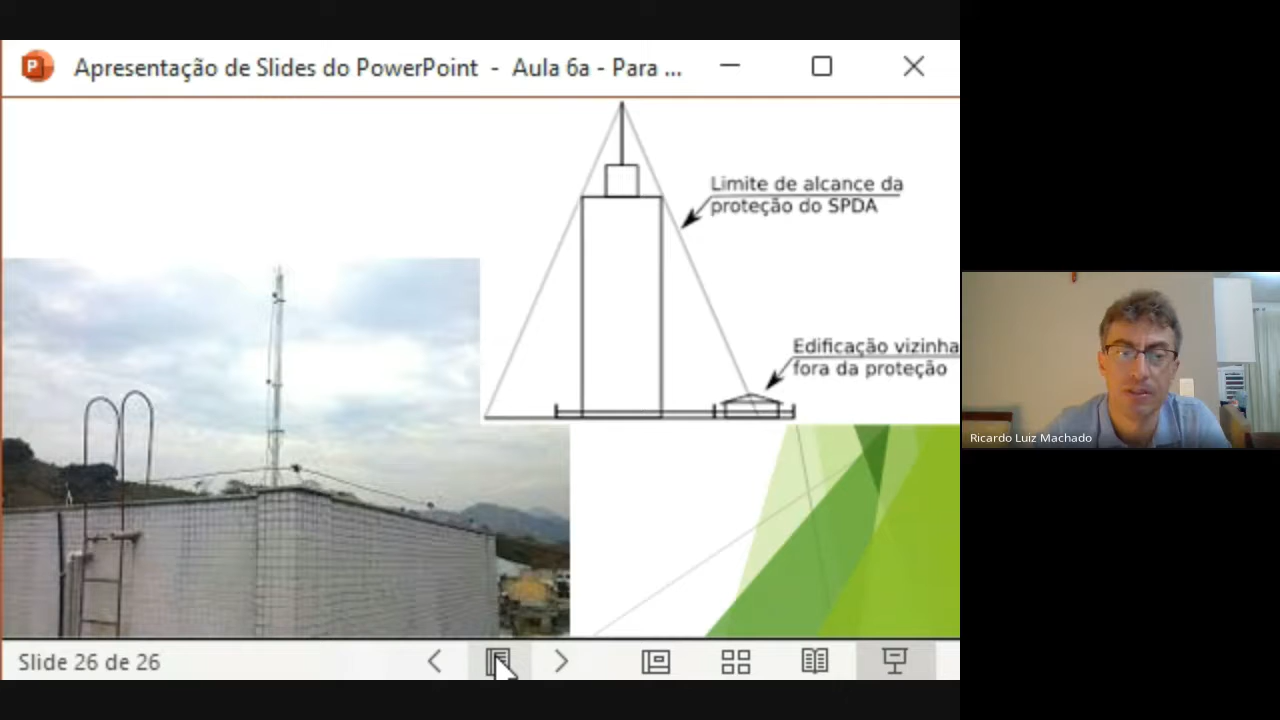 Apresentação de Slides do PowerPoint - Aula 6a - Para ...
Limite de alcance da
proteção do SPDA
Edificação vizinha
fora da proteção
Ricardo Luiz Machado
Slide 26 de 26